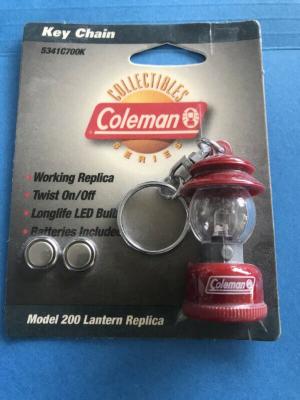 Key Chain
5341C700K
COLLECTIBLES
Coleman
SERIES
• Working Replica
• Twist On/Off
• Longlife LED Bulb
• Batteries Included
Coleman
Model 200 Lantern Replica